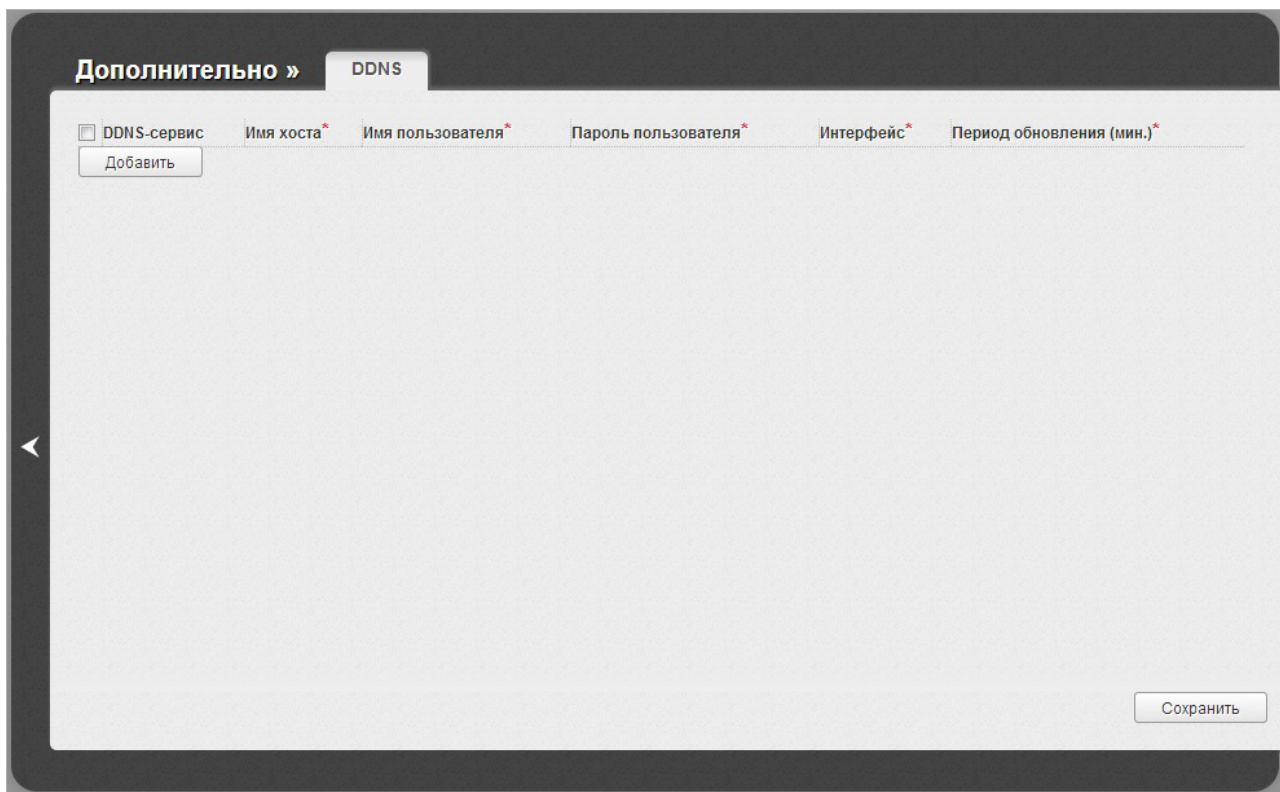 Дополнительно » DDNS
DDNS-сервис Имя хоста* Имя пользователя* Пароль пользователя* Интерфейс* Период обновления (мин.)*
Добавить
Сохранить